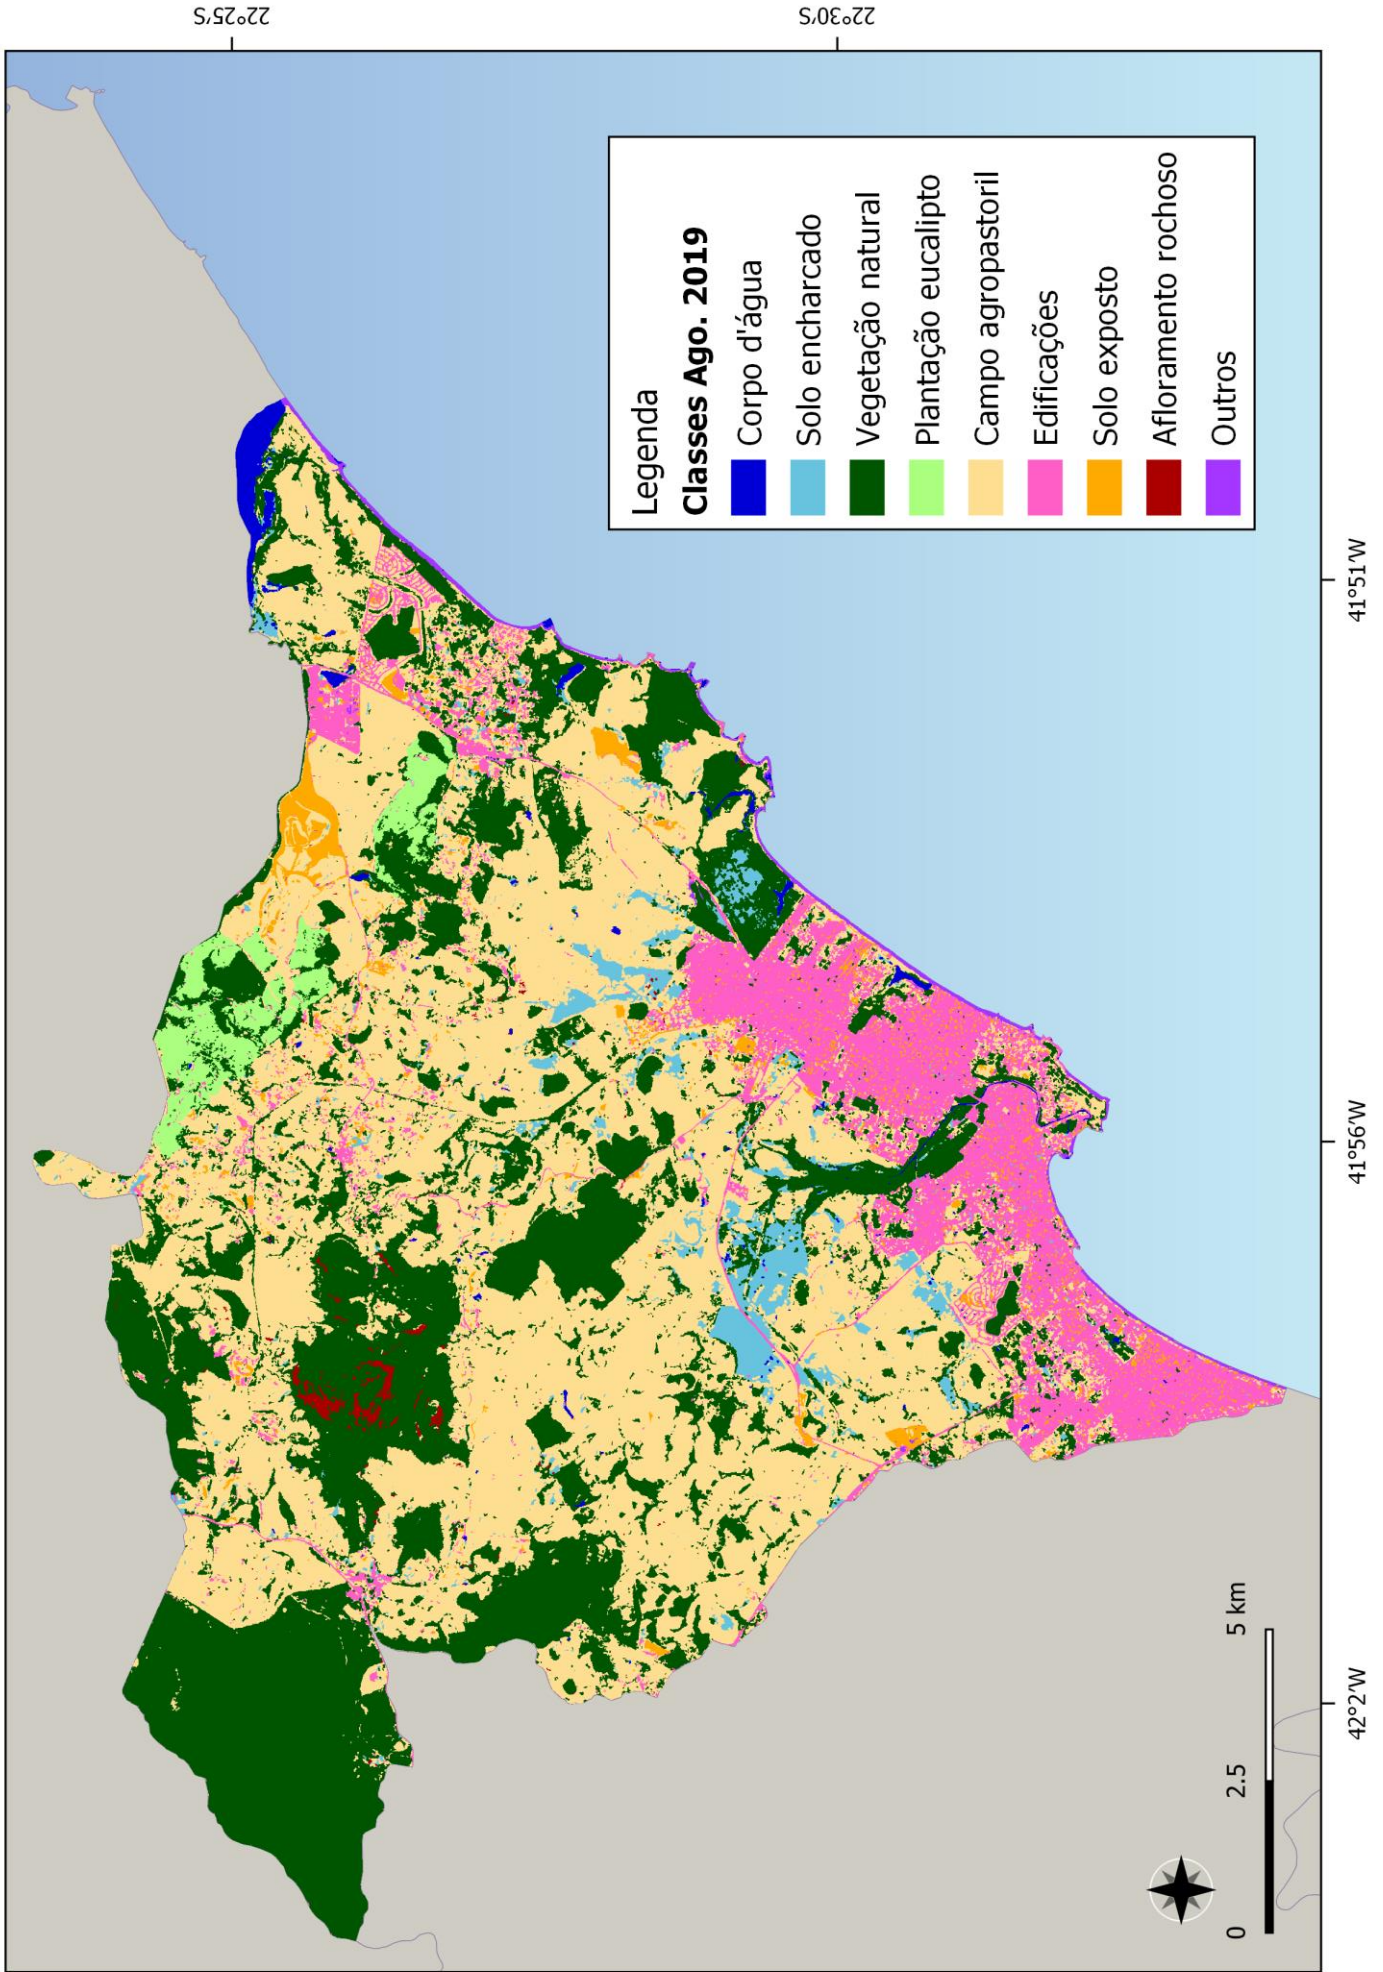 22°25'S
22°30'S
Legenda
Classes Ago. 2019
Corpo d'água
Solo encharcado
Vegetação natural
Plantação eucalipto
Campo agropastoril
Edificações
Solo exposto
Afloramento rochoso
Outros
0 2.5 5 km
42°2'W 41°56'W 41°51'W